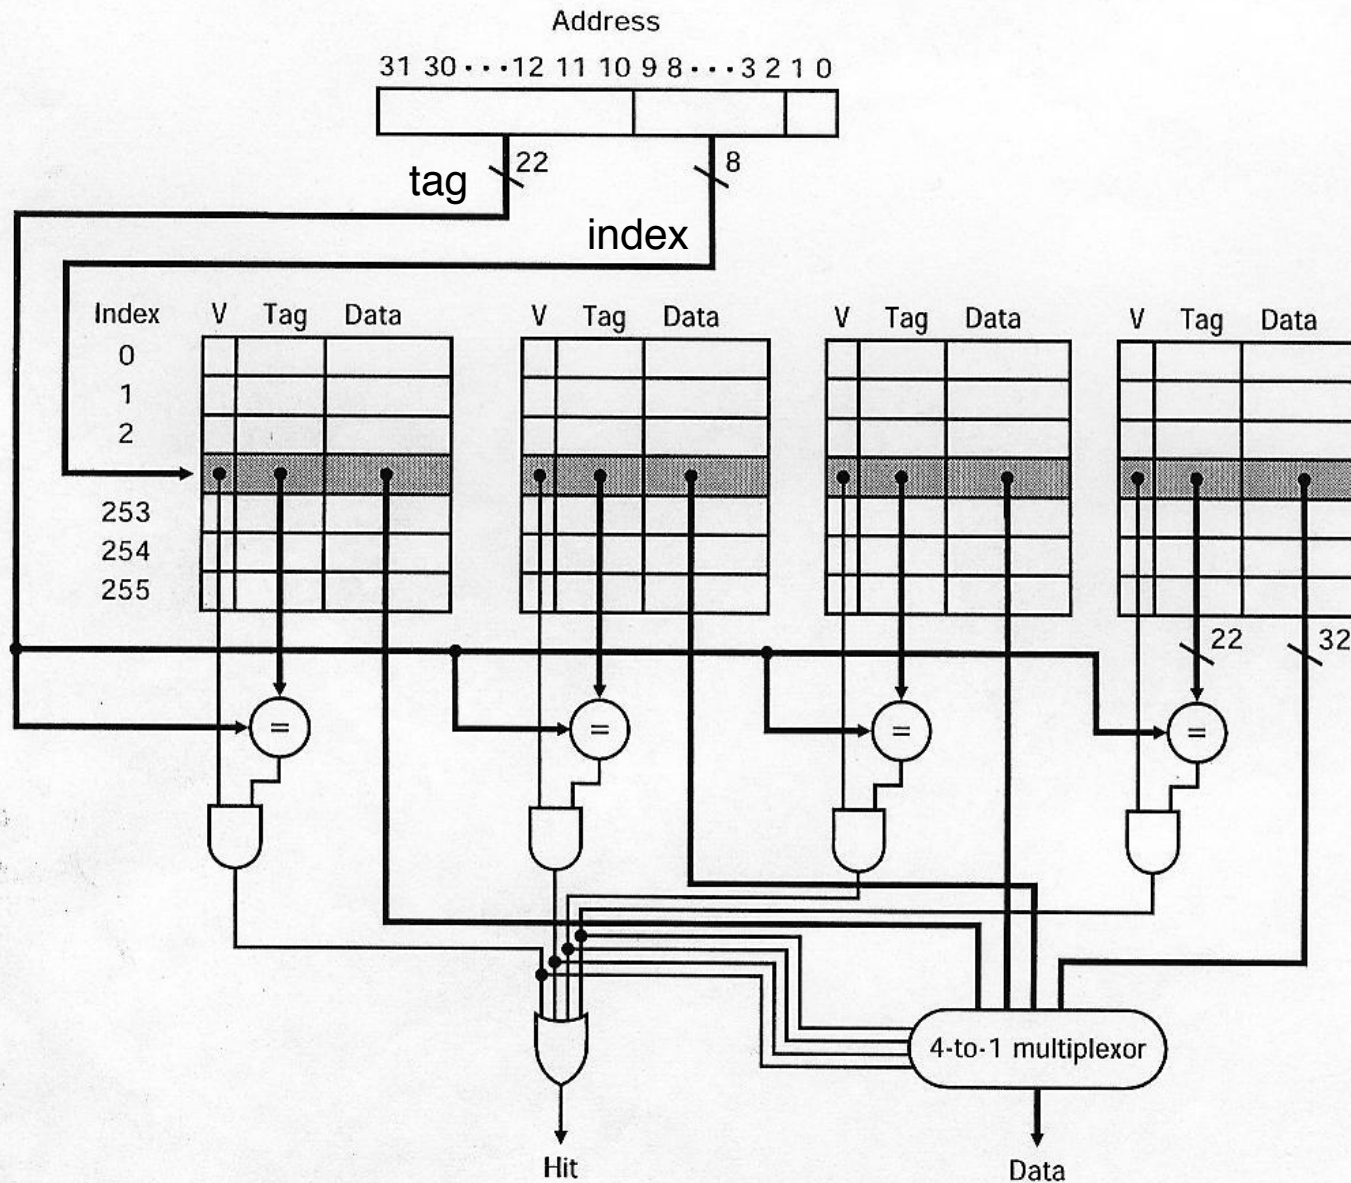 Address
31 30 · · · 12 11 10 9 8 · · · 3 2 1 0
22 8
tag
index
Index V Tag Data V Tag Data V Tag Data V Tag Data
0
1
2
253
254
255
22 32
= = = =
4-to-1 multiplexor
Hit Data